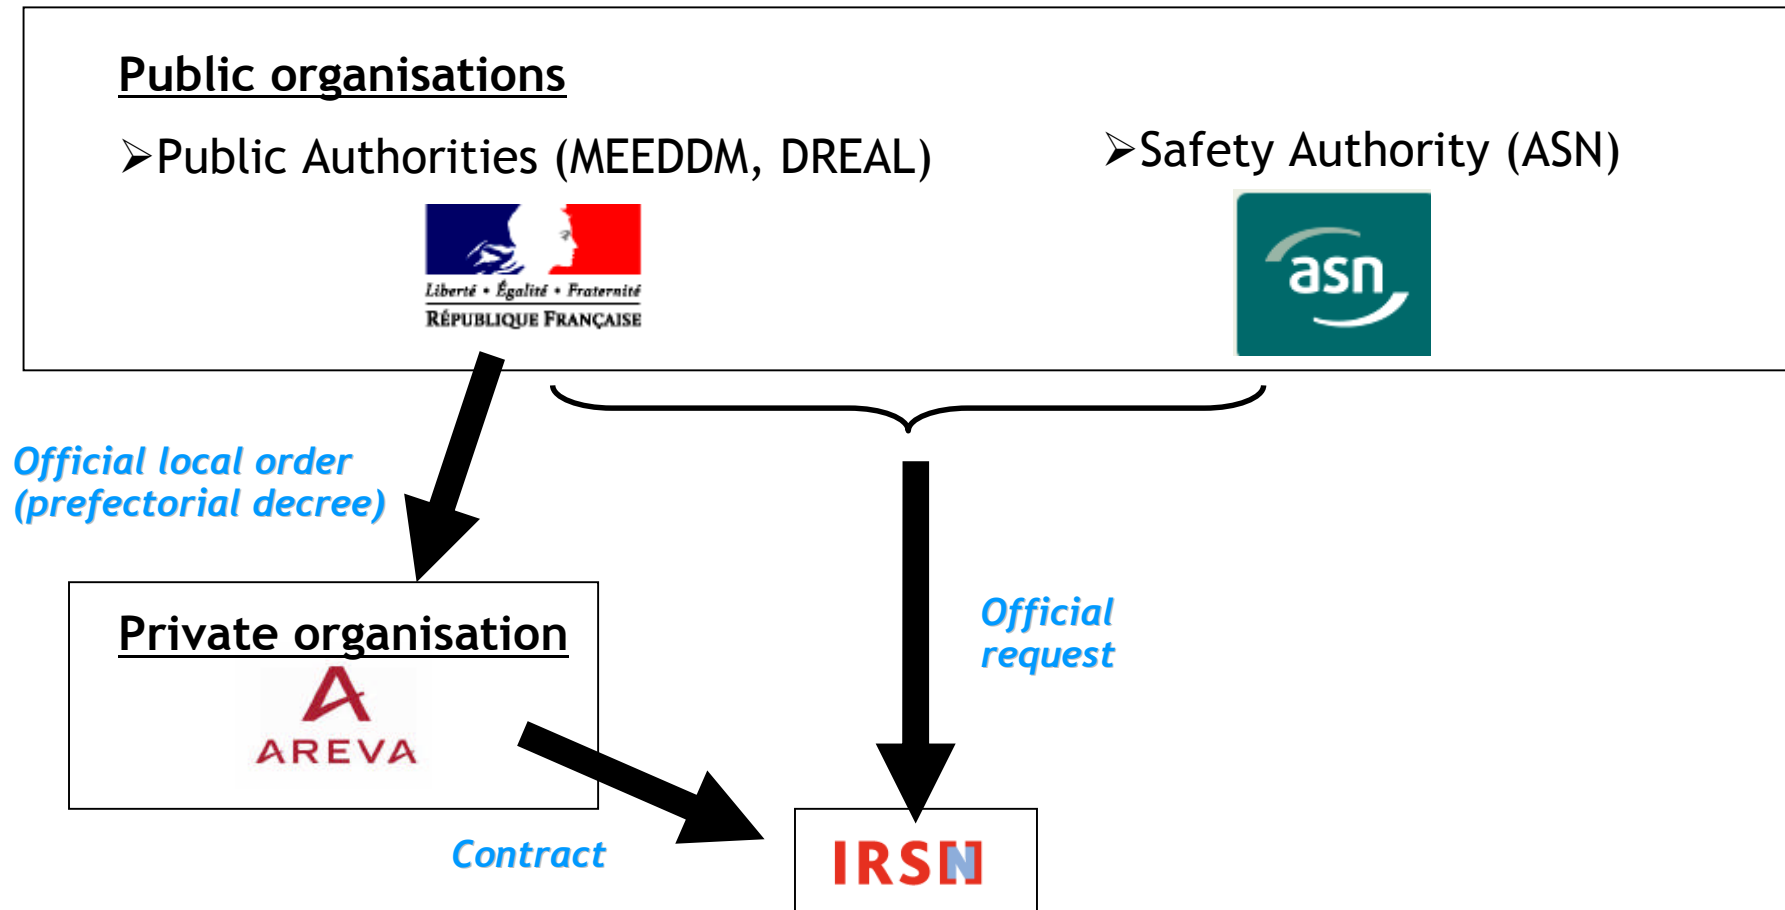 Public organisations
➢Public Authorities (MEEDDM, DREAL)
➢Safety Authority (ASN)
Liberté • Égalité • Fraternité
RÉPUBLIQUE FRANÇAISE
asn
Official local order
(prefectorial decree)
Private organisation
AREVA
Official
request
Contract
IRSN